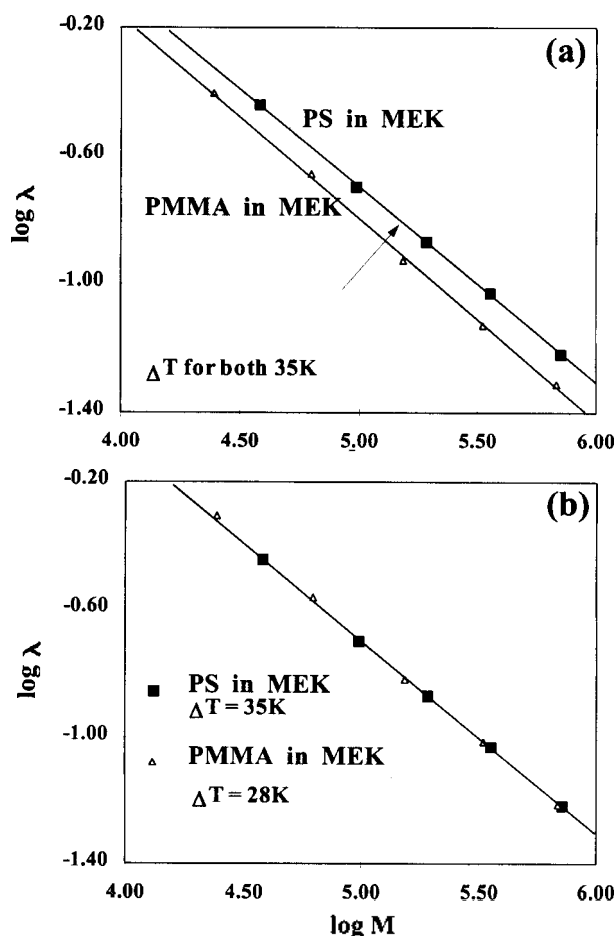 (a)
-0.20
PS in MEK
-0.60
PMMA in MEK
log λ
-1.00
ΔT for both 35K
-1.40
4.00 4.50 5.00 5.50 6.00
(b)
-0.20
-0.60
log λ
PS in MEK
ΔT = 35K
-1.00
PMMA in MEK
ΔT = 28K
-1.40
4.00 4.50 5.00 5.50 6.00
log M